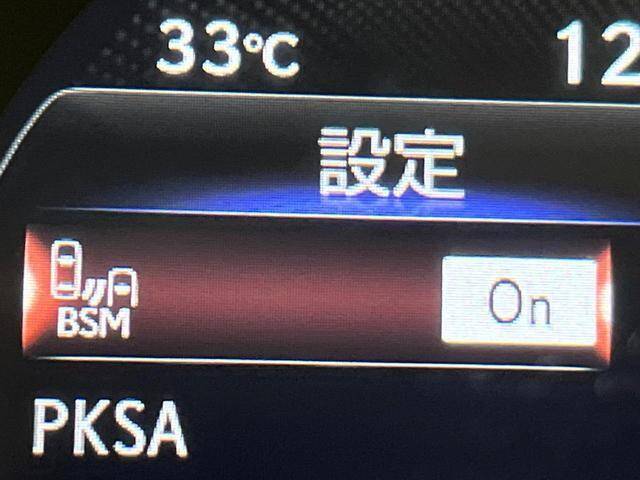 33℃ 12
設定
BSM On
PKSA